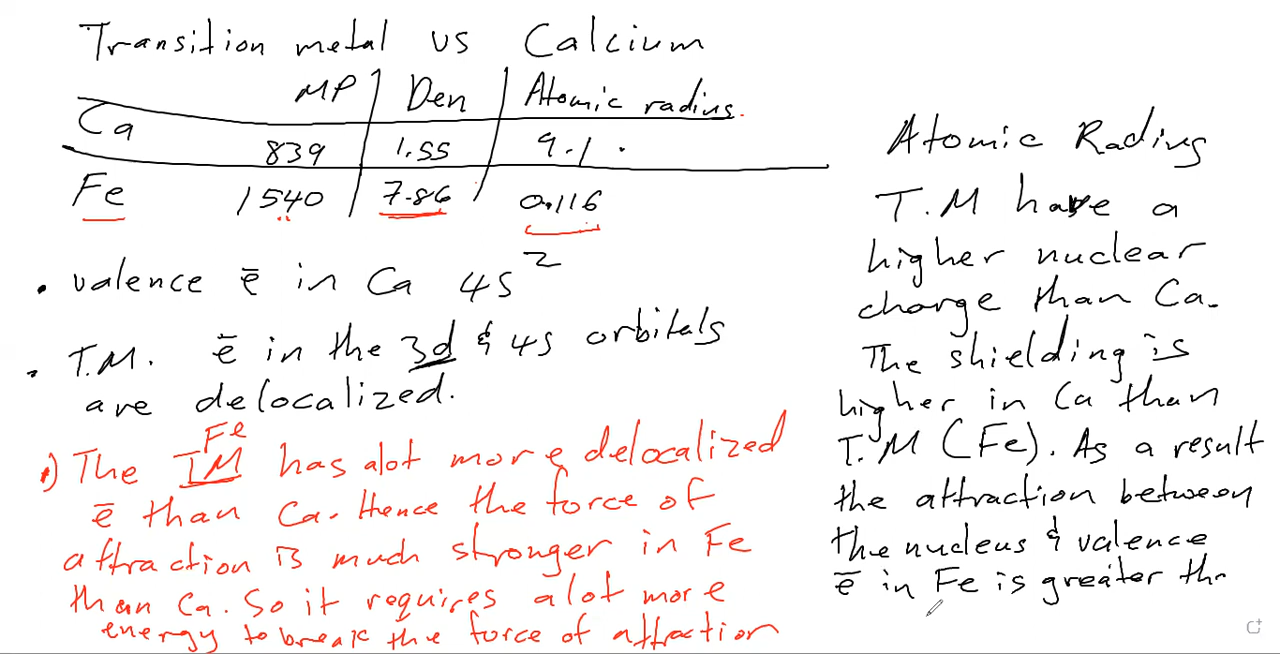 Transition metal vs Calcium
MP Den Atomic radius.
Ca 839 1.55 9.1
Fe 1540 7.86 0.116
• valence ē in Ca 4s²
• T.M. ē in the 3d & 4s orbitals
are delocalized.
Fe
1) The TM has alot more delocalized
ē than Ca. Hence the force of
attraction is much stronger in Fe
than Ca. So it requires alot more
energy to break the force of attraction
Atomic Radius
T.M have a
higher nuclear
charge than Ca.
The shielding is
higher in Ca than
T.M (Fe). As a result
the attraction between
the nucleus & valence
ē in Fe is greater tha